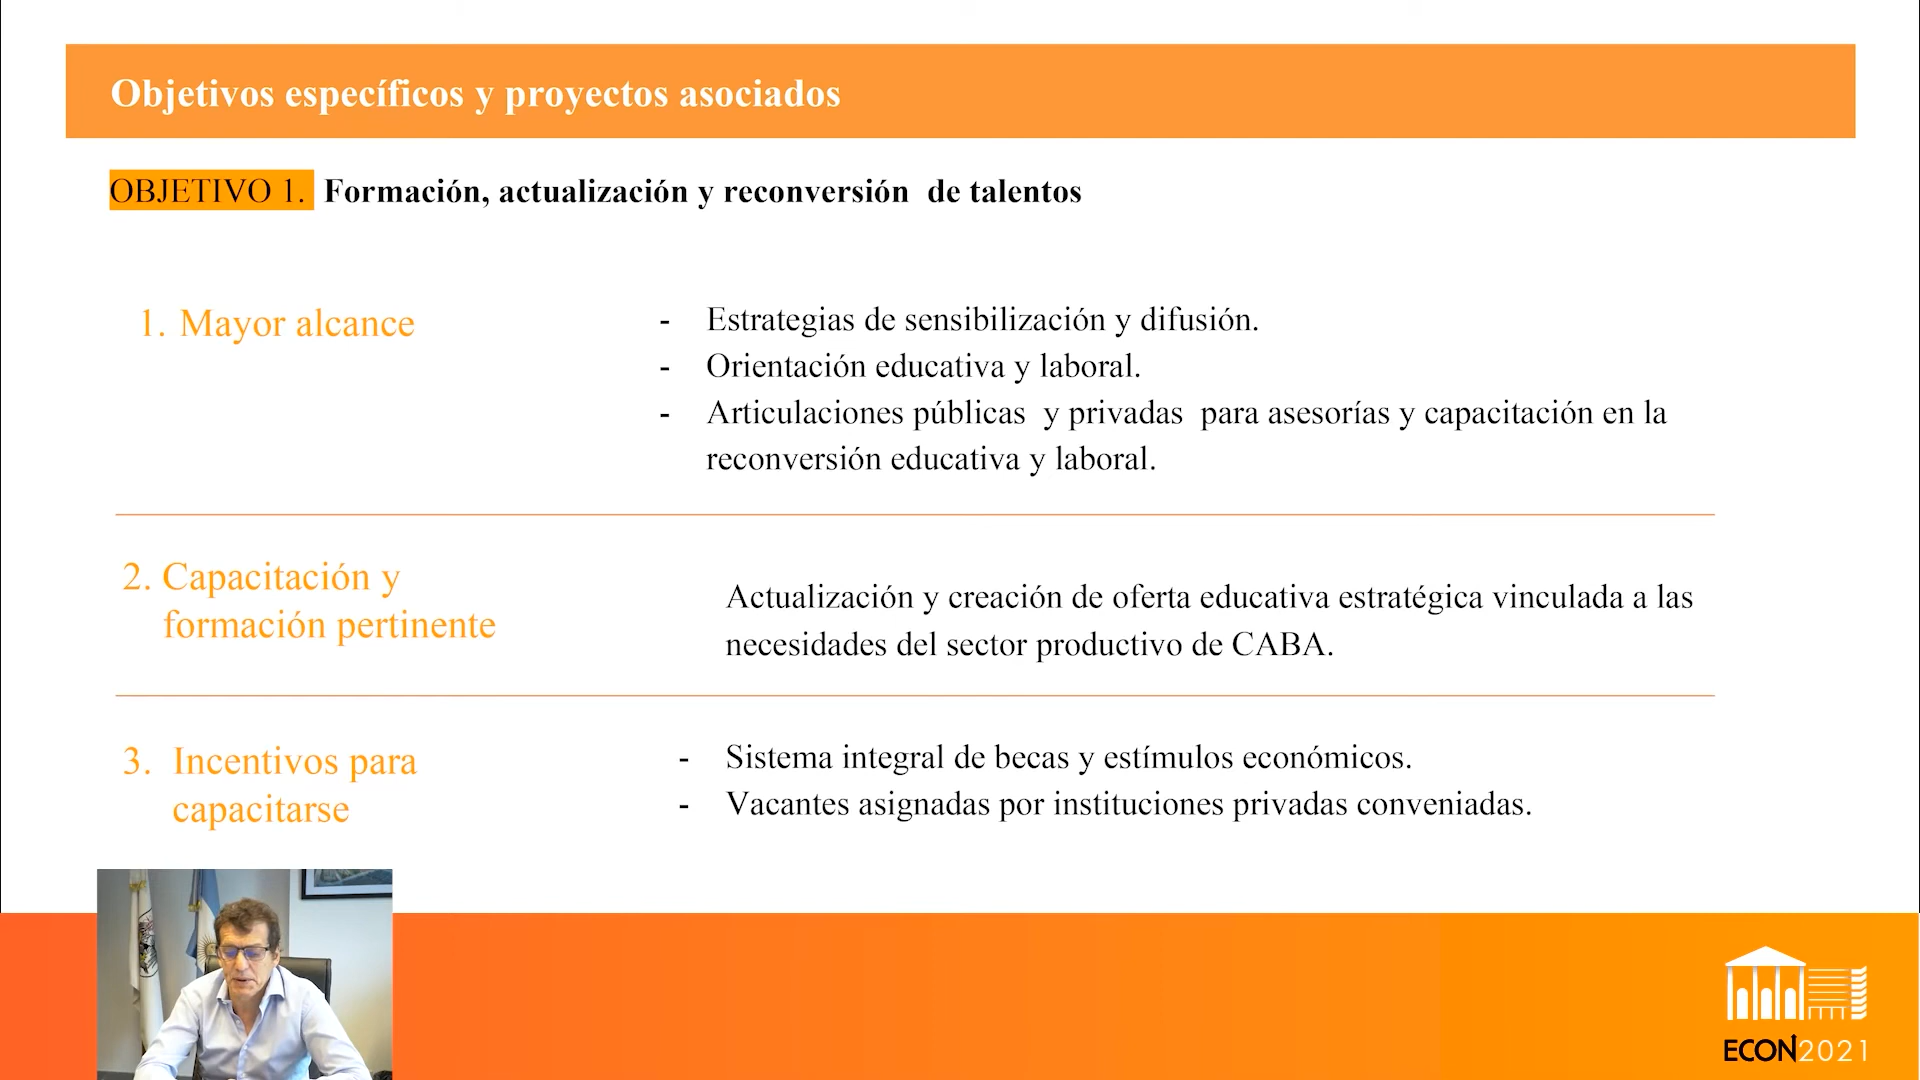 Objetivos específicos y proyectos asociados
OBJETIVO 1. Formación, actualización y reconversión de talentos
1. Mayor alcance
- Estrategias de sensibilización y difusión.
- Orientación educativa y laboral.
- Articulaciones públicas y privadas para asesorías y capacitación en la
reconversión educativa y laboral.
2. Capacitación y
formación pertinente
Actualización y creación de oferta educativa estratégica vinculada a las
necesidades del sector productivo de CABA.
3. Incentivos para
capacitarse
- Sistema integral de becas y estímulos económicos.
- Vacantes asignadas por instituciones privadas conveniadas.
ECON2021